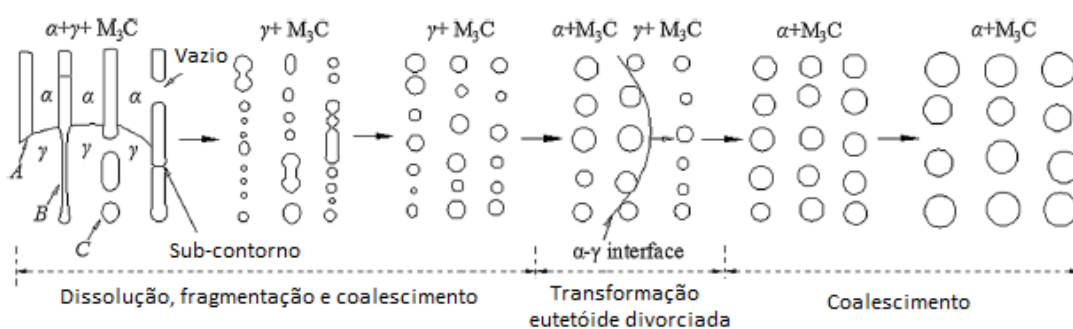 α+γ+ M₃C
γ+ M₃C
γ+ M₃C
α+M₃C
γ+ M₃C
α+M₃C
α+M₃C
Vazio
α
α
α
γ
γ
γ
A
B
C
Sub-contorno
α-γ interface
Dissolução, fragmentação e coalescimento
Transformação
eutetóide divorciada
Coalescimento